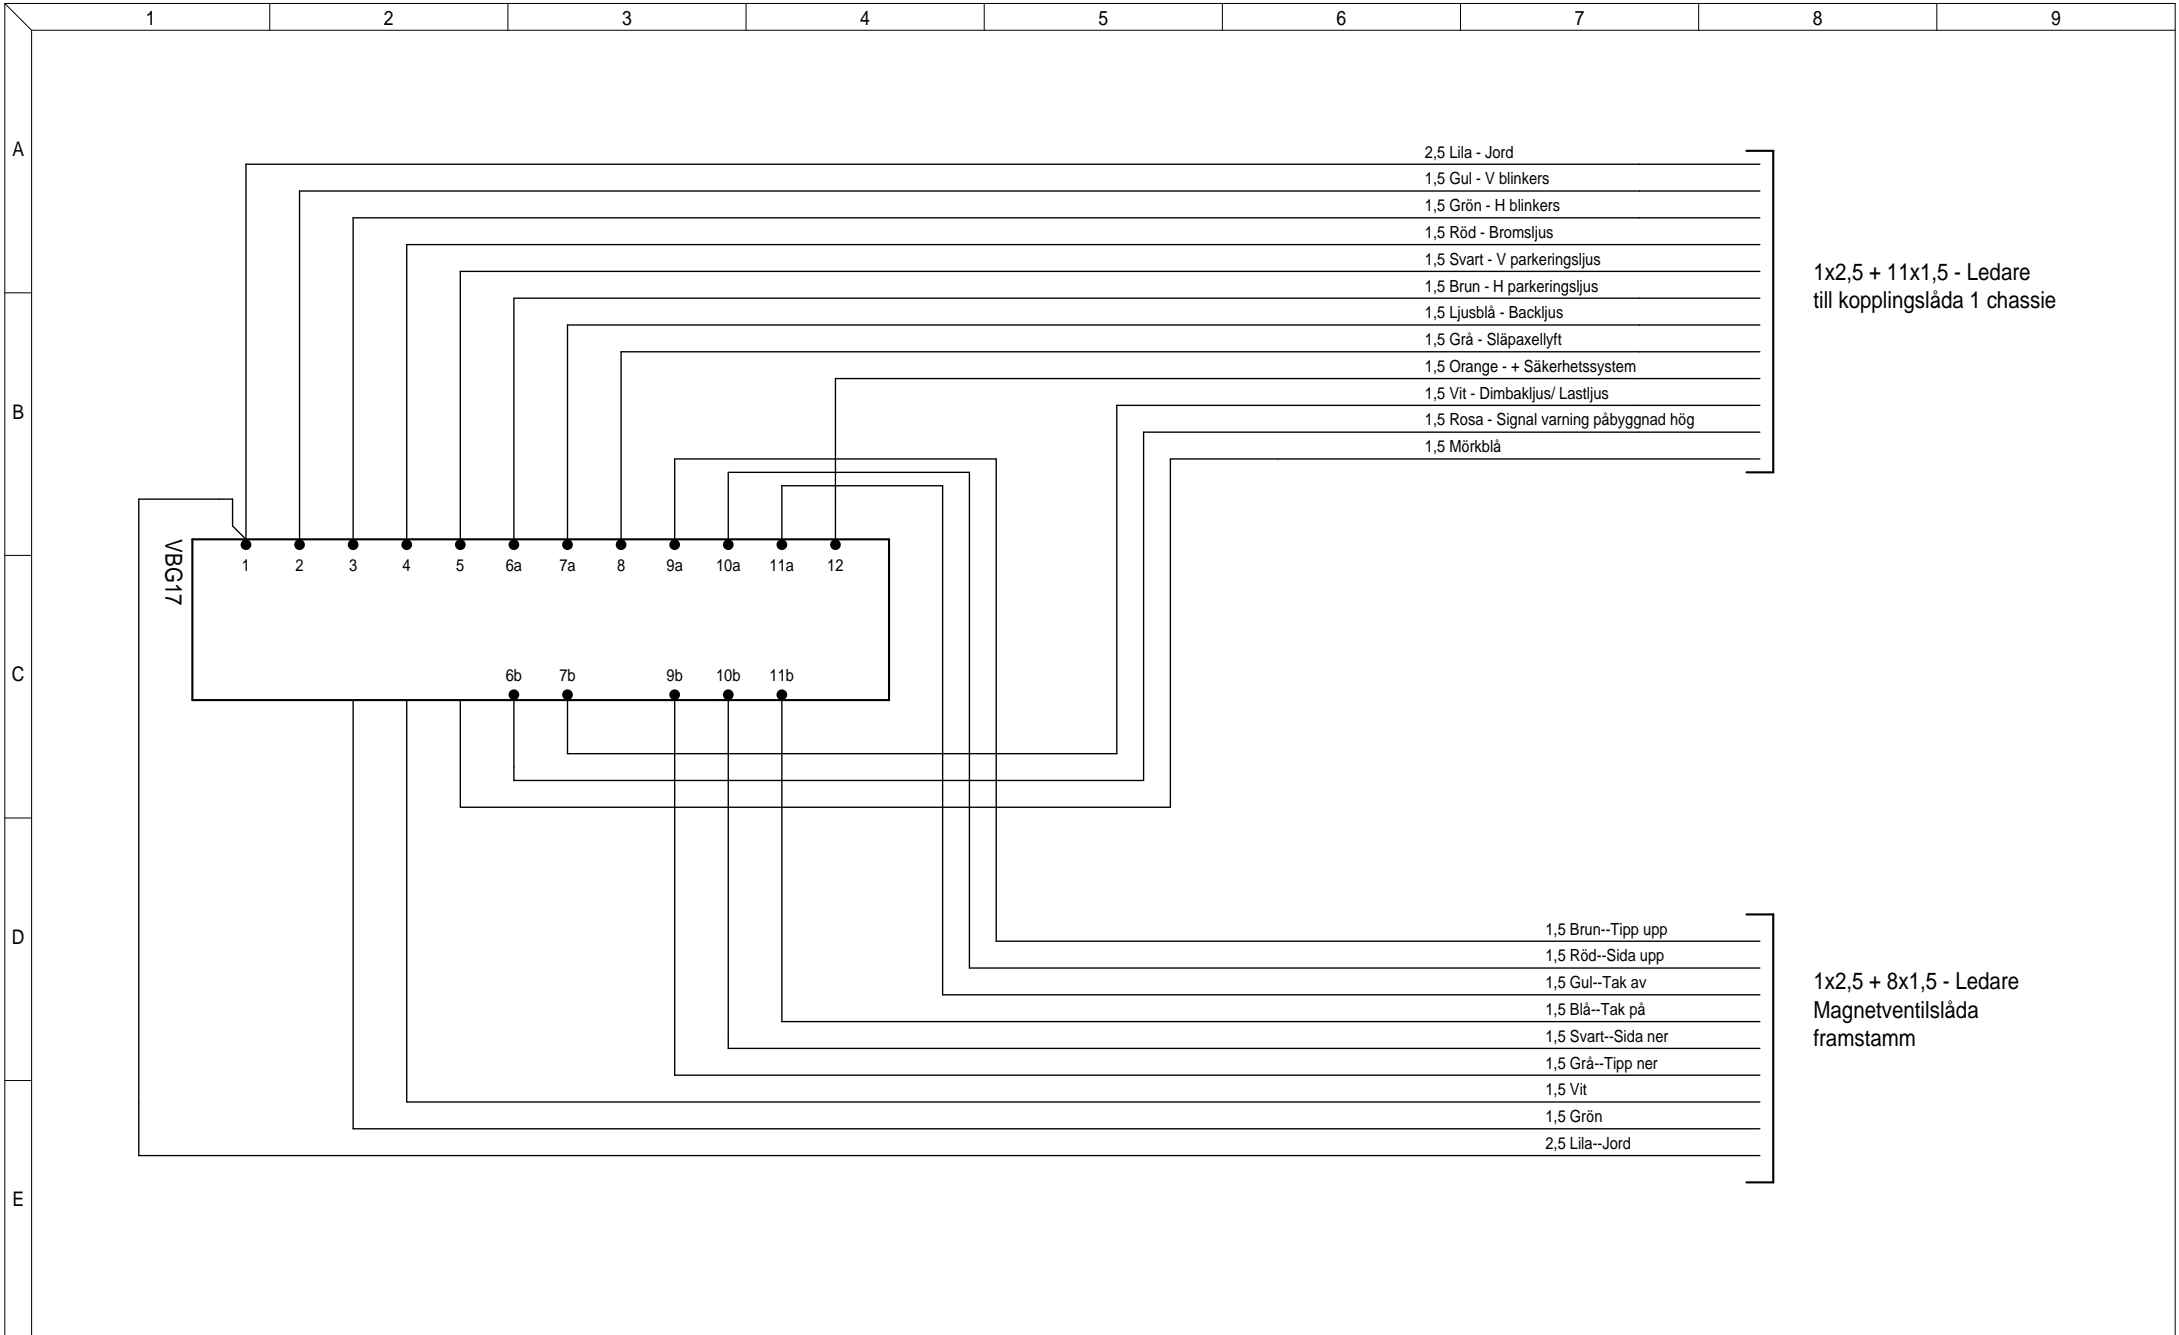 1 2 3 4 5 6 7 8 9
A
2,5 Lila - Jord
1,5 Gul - V blinkers
1,5 Grön - H blinkers
1,5 Röd - Bromsljus
1,5 Svart - V parkeringsljus
1,5 Brun - H parkeringsljus
1,5 Ljusblå - Backljus
1,5 Grå - Släpaxellyft
1,5 Orange - + Säkerhetssystem
1,5 Vit - Dimbakljus/ Lastljus
1,5 Rosa - Signal varning påbyggnad hög
1,5 Mörkblå
1x2,5 + 11x1,5 - Ledare
till kopplingslåda 1 chassie
B
VBG17
1 2 3 4 5 6a 7a 8 9a 10a 11a 12
C
6b 7b 9b 10b 11b
D
1,5 Brun--Tipp upp
1,5 Röd--Sida upp
1,5 Gul--Tak av
1,5 Blå--Tak på
1,5 Svart--Sida ner
1,5 Grå--Tipp ner
1,5 Vit
1,5 Grön
2,5 Lila--Jord
1x2,5 + 8x1,5 - Ledare
Magnetventilslåda
framstamm
E